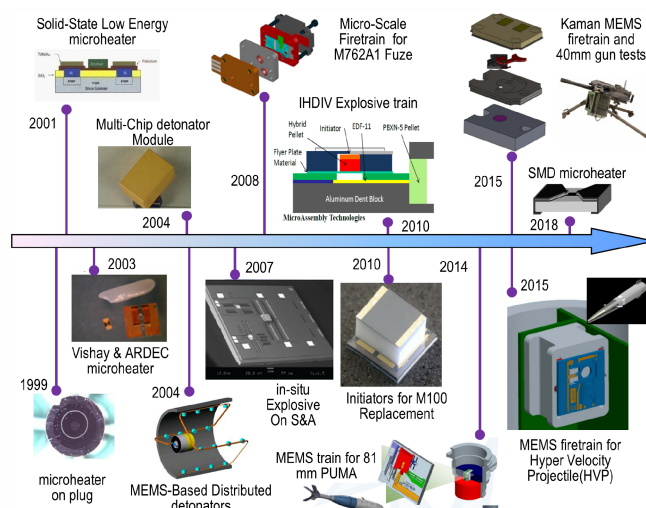 Solid-State Low Energy
microheater
2001
Multi-Chip detonator
Module
2004
Micro-Scale
Firetrain for
M762A1 Fuze
2008
IHDIV Explosive train
Hybrid
Pellet
Initiator
EDF-11
PBXN-5 Pellet
Flyer Plate
Material
Aluminum Dent Block
MicroAssembly Technologies
2010
Kaman MEMS
firetrain and
40mm gun tests
2015
SMD microheater
2018
1999
microheater
on plug
2003
Vishay & ARDEC
microheater
2004
MEMS-Based Distributed
detonators
2007
in-situ
Explosive
On S&A
2010
Initiators for M100
Replacement
2014
MEMS train for 81
mm PUMA
2015
MEMS firetrain for
Hyper Velocity
Projectile(HVP)